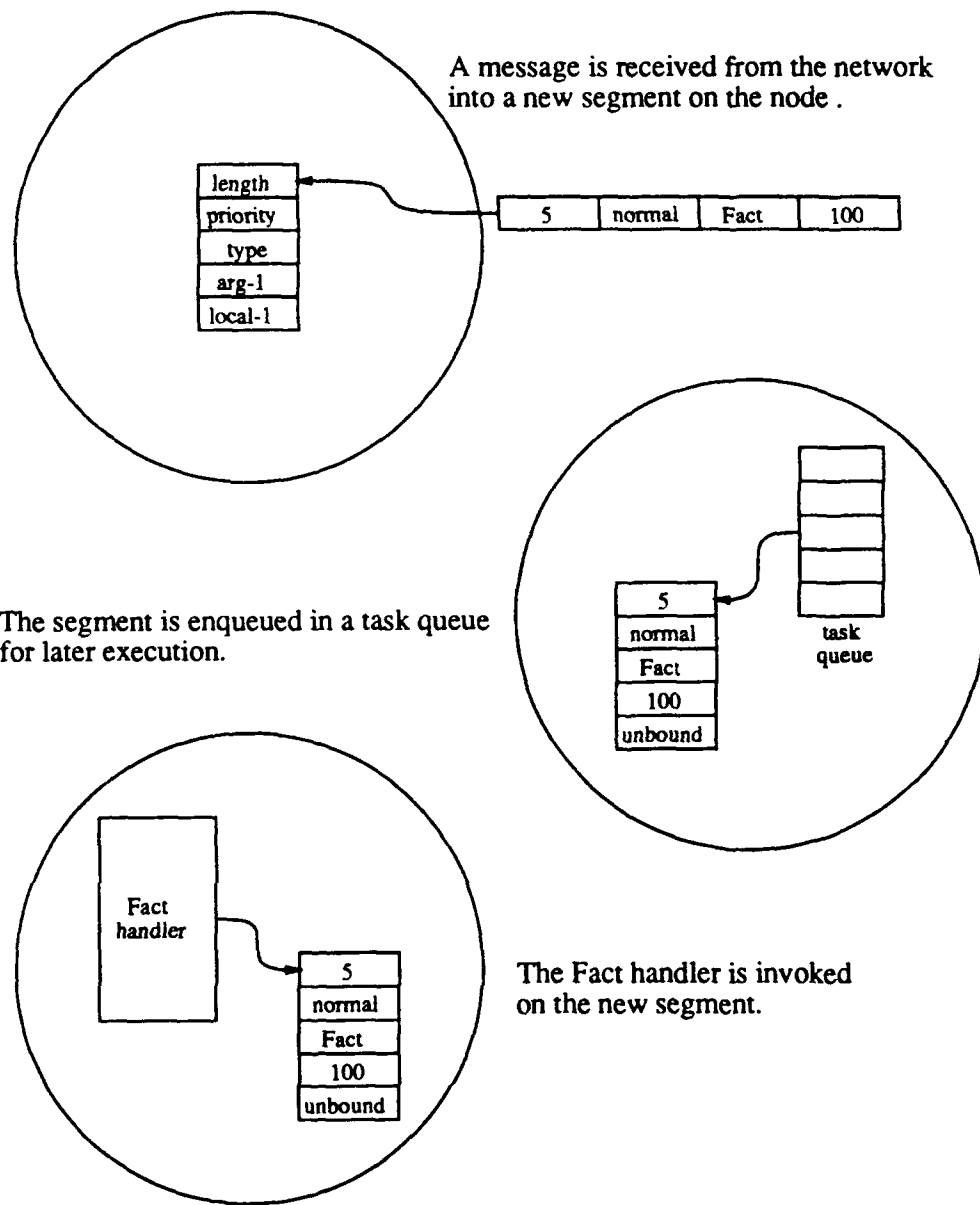 A message is received from the network
into a new segment on the node .
length
priority
type
arg-1
local-1
5 normal Fact 100
The segment is enqueued in a task queue
for later execution.
5
normal
Fact
100
unbound
task
queue
Fact
handler
5
normal
Fact
100
unbound
The Fact handler is invoked
on the new segment.